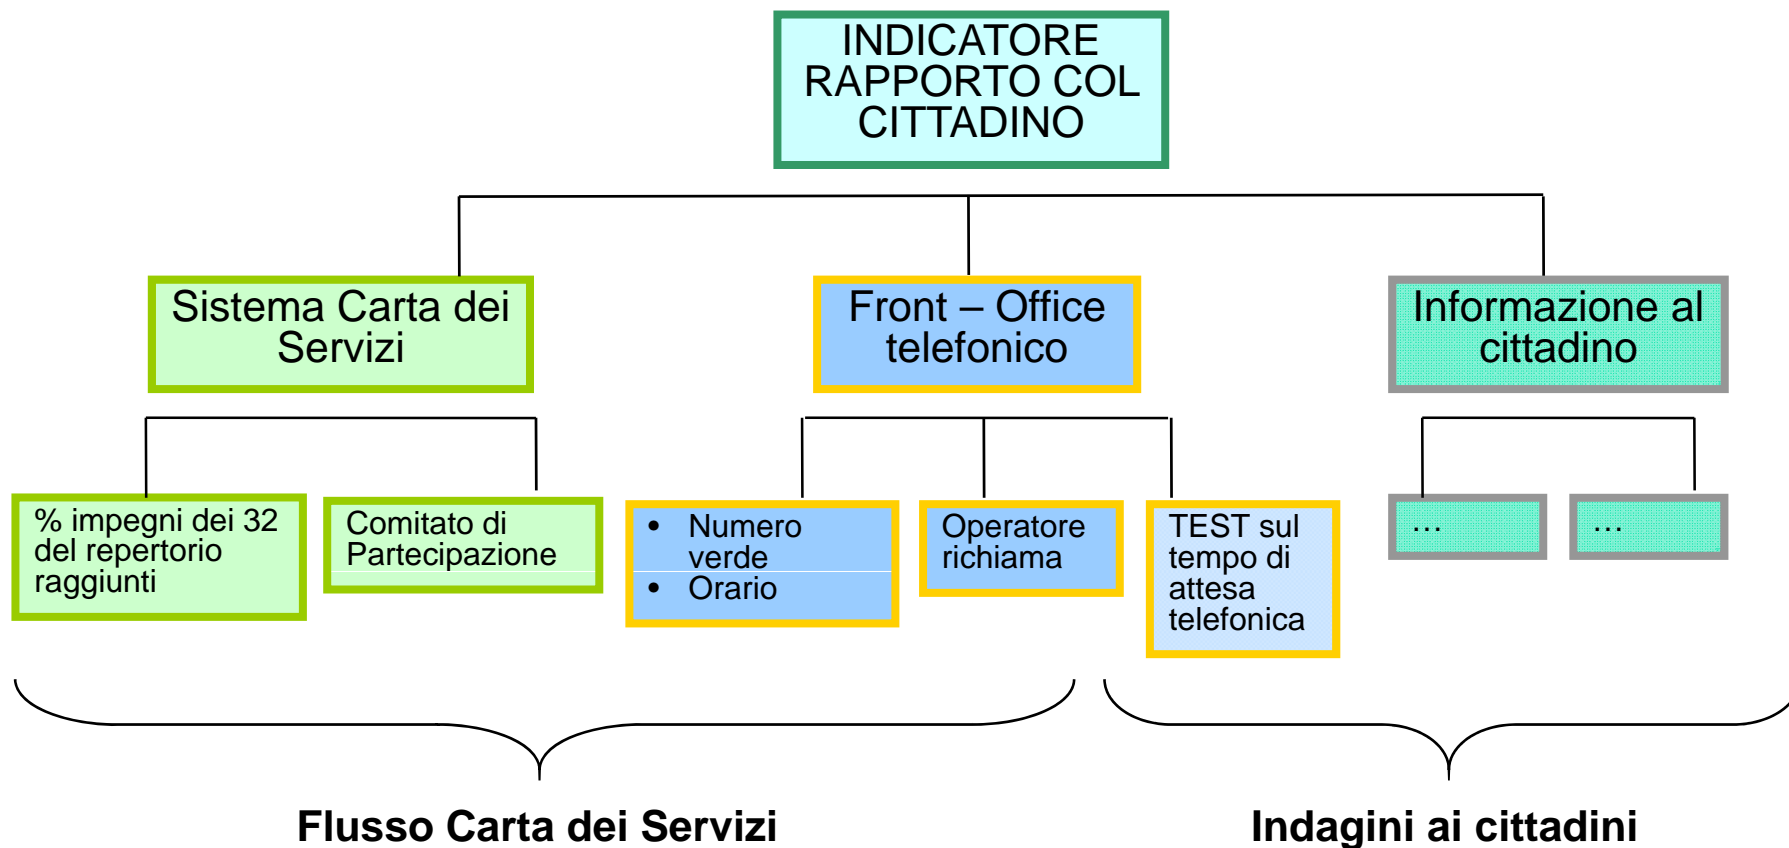 INDICATORE
RAPPORTO COL
CITTADINO
Sistema Carta dei
Servizi
Front – Office
telefonico
Informazione al
cittadino
% impegni dei 32
del repertorio
raggiunti
Comitato di
Partecipazione
• Numero
verde
• Orario
Operatore
richiama
TEST sul
tempo di
attesa
telefonica
…
…
Flusso Carta dei Servizi
Indagini ai cittadini